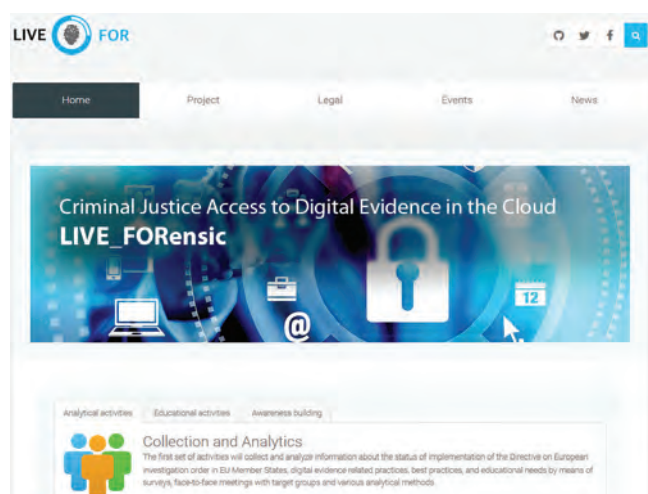 LIVE FOR
Home Project Legal Events News
Criminal Justice Access to Digital Evidence in the Cloud
LIVE_FORensic
12
@
Analytical activities Educational activities Awareness building
Collection and Analytics
The first set of activities will collect and analyze information about the status of implementation of the Directive on European
investigation order in EU Member States, digital evidence related practices, best practices, and educational needs by means of
surveys, face-to-face meetings with target groups and various analytical methods.